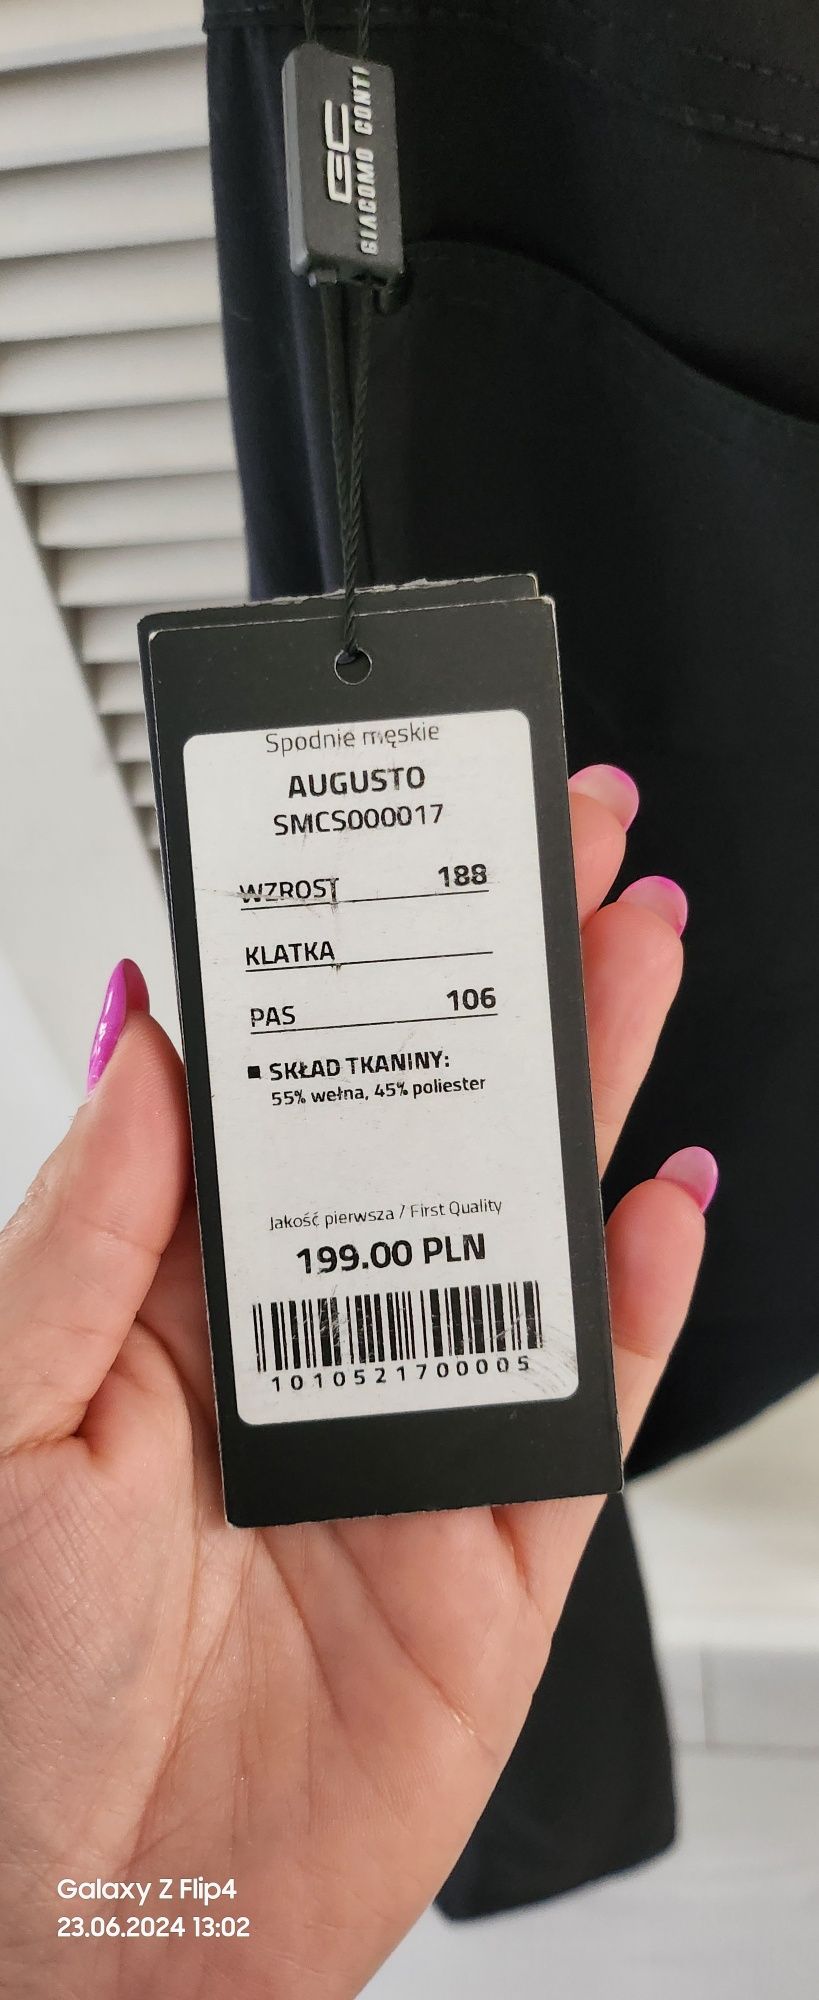 GC
GIACOMO CONTI
Spodnie męskie
AUGUSTO
SMCS000017
WZROST 188
KLATKA
PAS 106
■ SKŁAD TKANINY:
55% wełna, 45% poliester
Jakość pierwsza / First Quality
199.00 PLN
1010521700005
Galaxy Z Flip4
23.06.2024 13:02